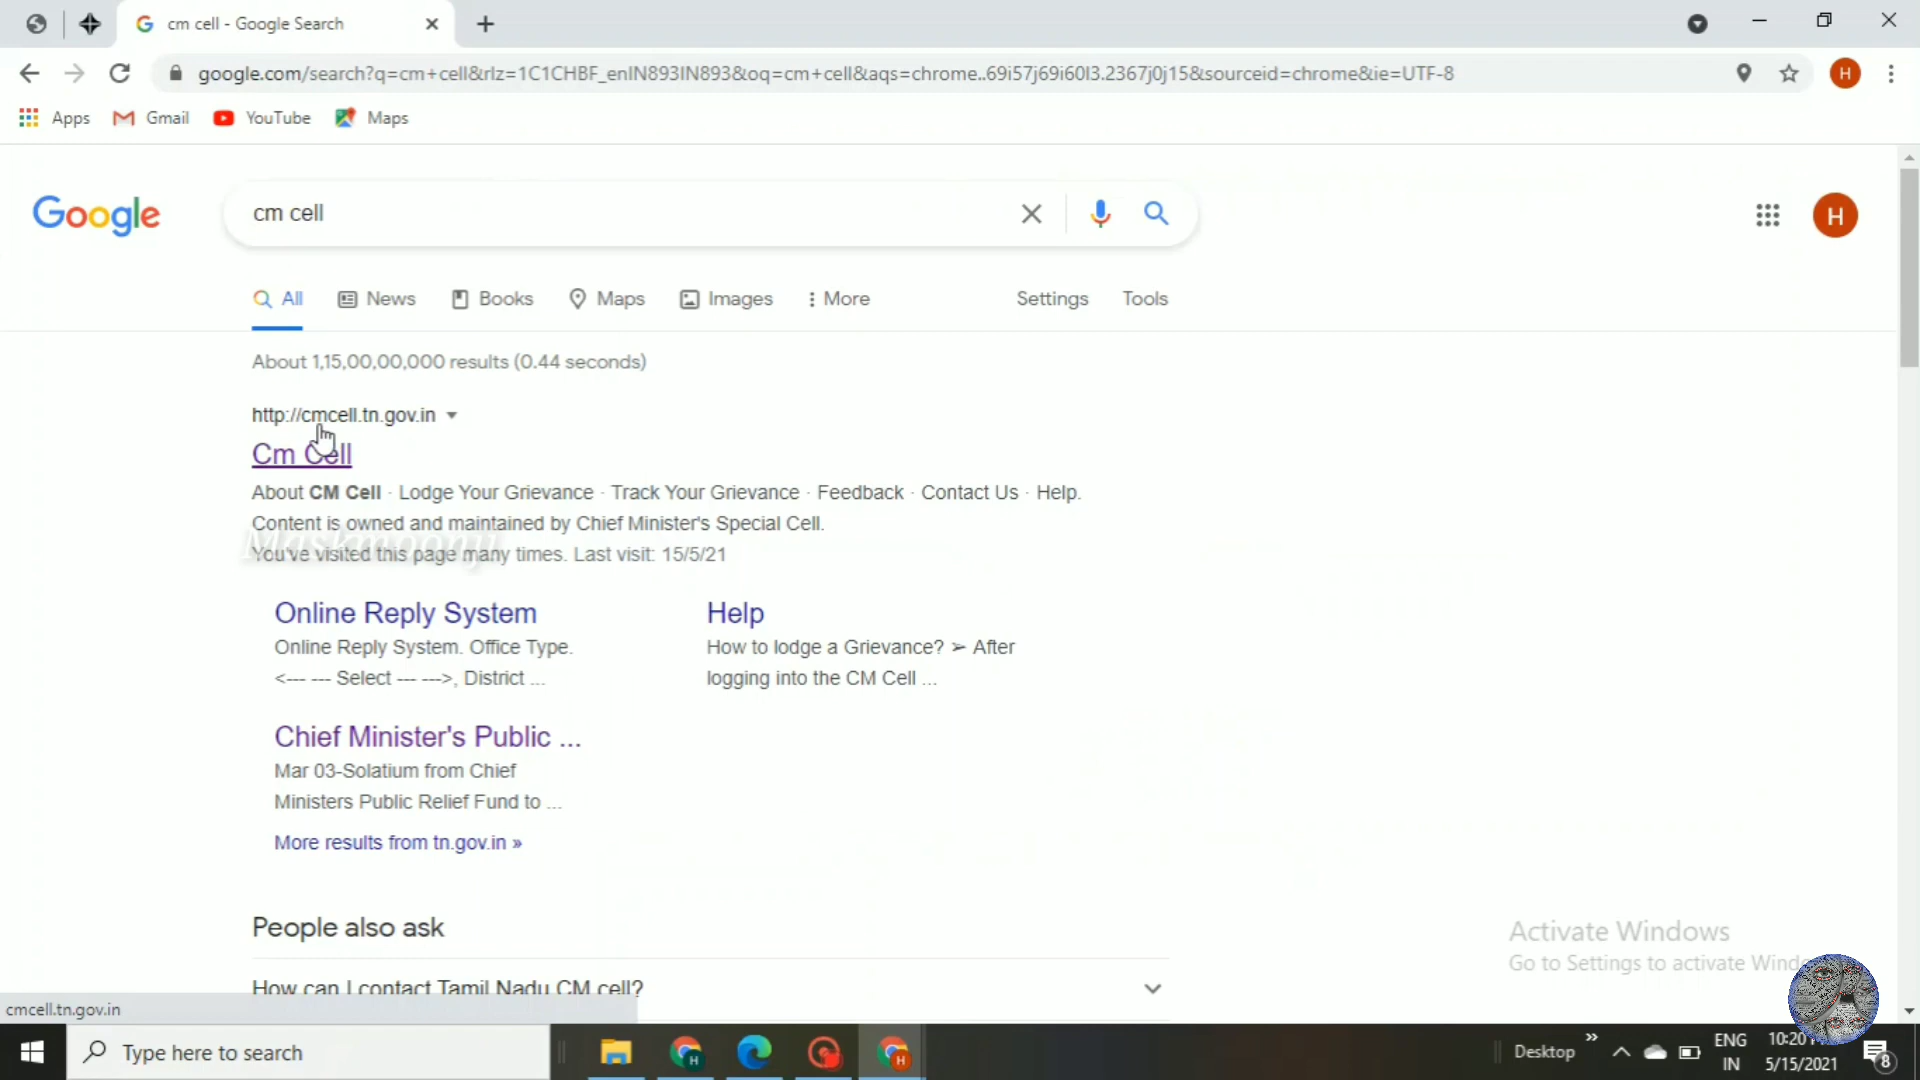 cm cell - Google Search
google.com/search?q=cm+cell&rlz=1C1CHBF_enIN893IN893&oq=cm+cell&aqs=chrome..69i57j69i60l3.2367j0j15&sourceid=chrome&ie=UTF-8
H
Apps Gmail YouTube Maps
Google cm cell H
All News Books Maps Images More Settings Tools
About 1,15,00,00,000 results (0.44 seconds)
http://cmcell.tn.gov.in
Cm Cell
About CM Cell · Lodge Your Grievance · Track Your Grievance · Feedback · Contact Us · Help.
Content is owned and maintained by Chief Minister's Special Cell.
You've visited this page many times. Last visit: 15/5/21
Online Reply System
Online Reply System. Office Type.
<--- --- Select --- --->, District ...
Help
How to lodge a Grievance? ➢ After
logging into the CM Cell ...
Chief Minister's Public ...
Mar 03-Solatium from Chief
Ministers Public Relief Fund to ...
More results from tn.gov.in »
People also ask
How can I contact Tamil Nadu CM cell?
Activate Windows
Go to Settings to activate
cmcell.tn.gov.in
Type here to search
Desktop
ENG
IN
10:20
5/15/2021
8